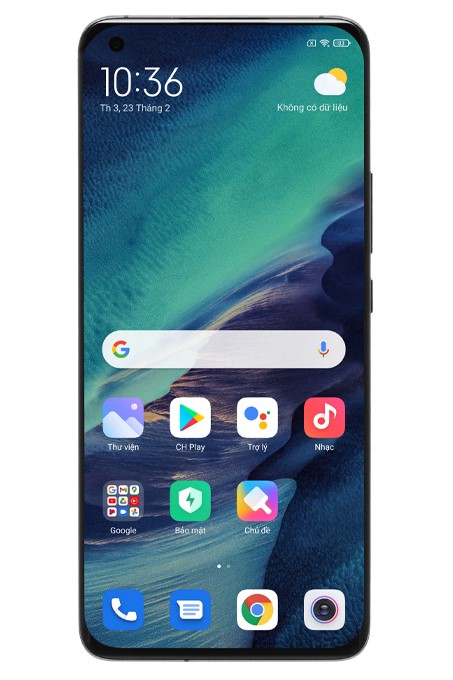 10:36
Th 3, 23 Tháng 2
Không có dữ liệu
Thư viện
CH Play
Trợ lý
Nhạc
Google
Bảo mật
Chủ đề